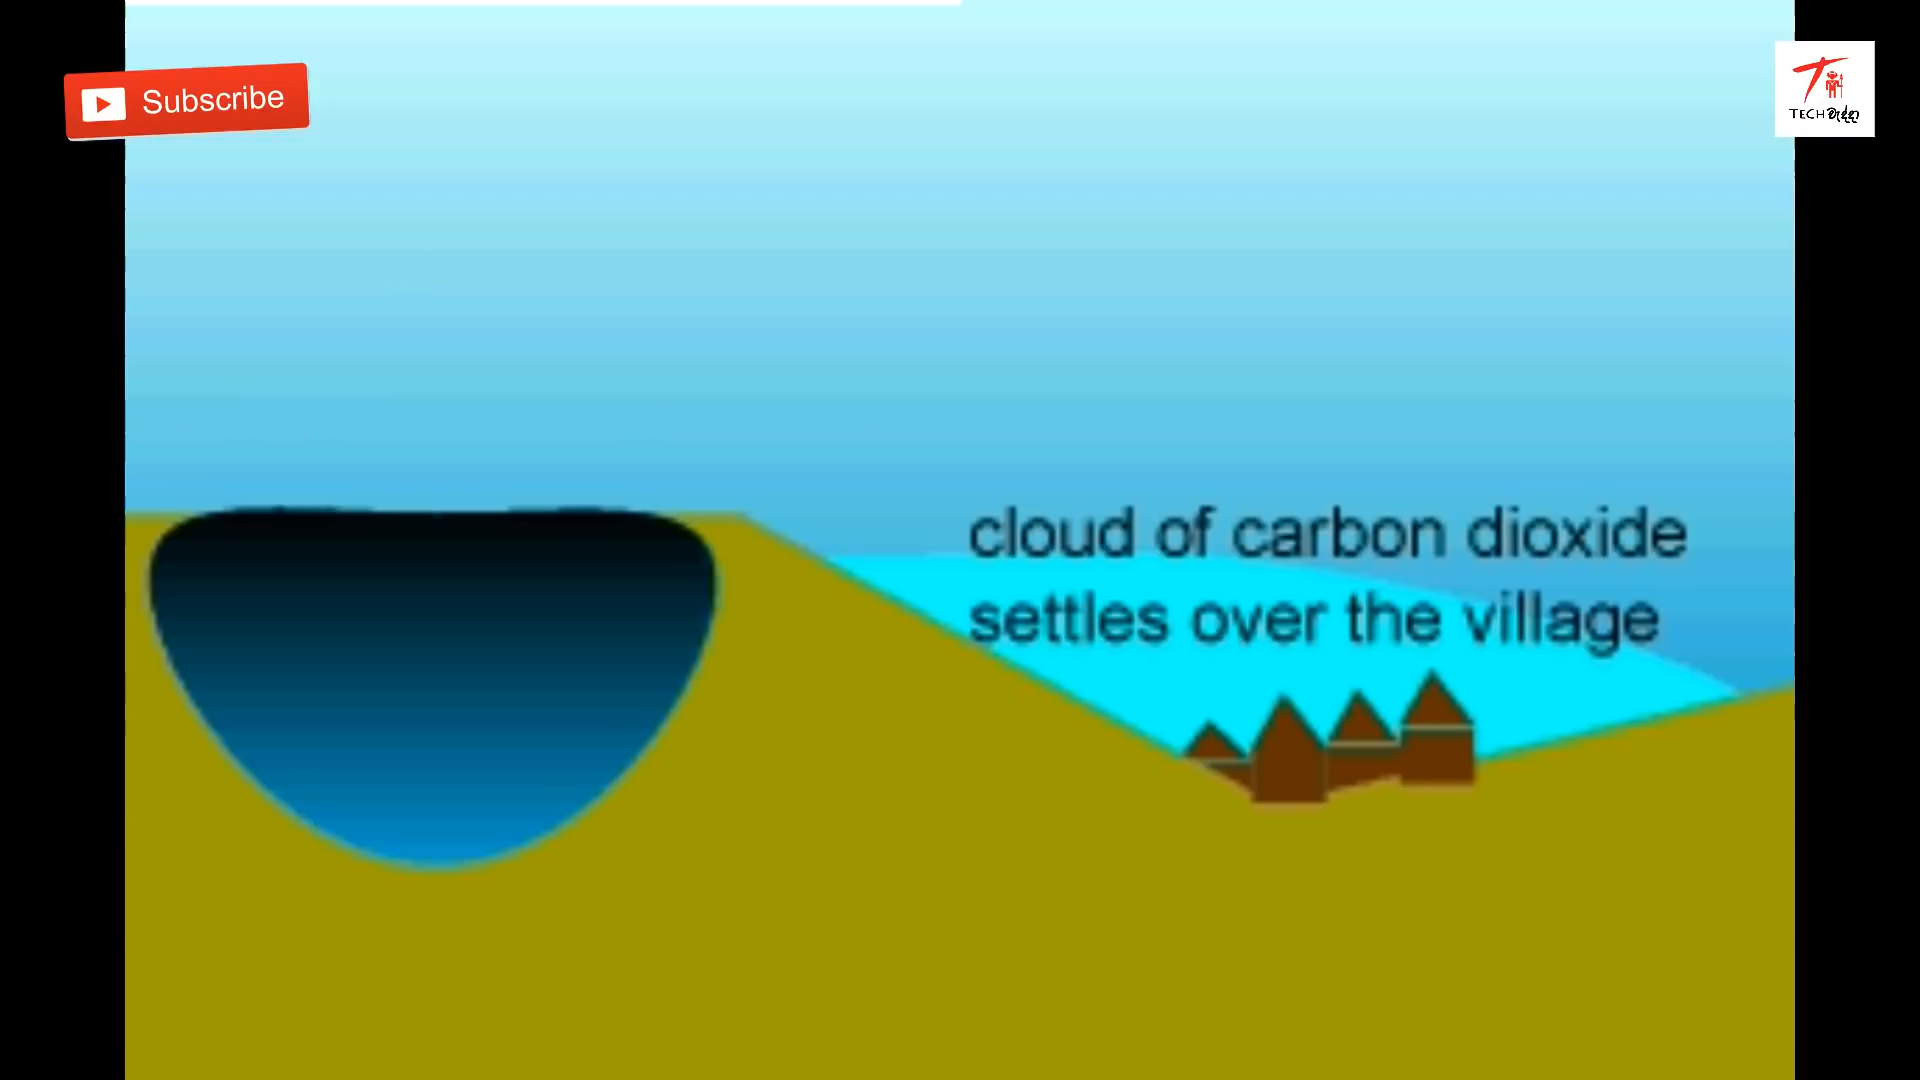 Subscribe
TECH
cloud of carbon dioxide
settles over the village